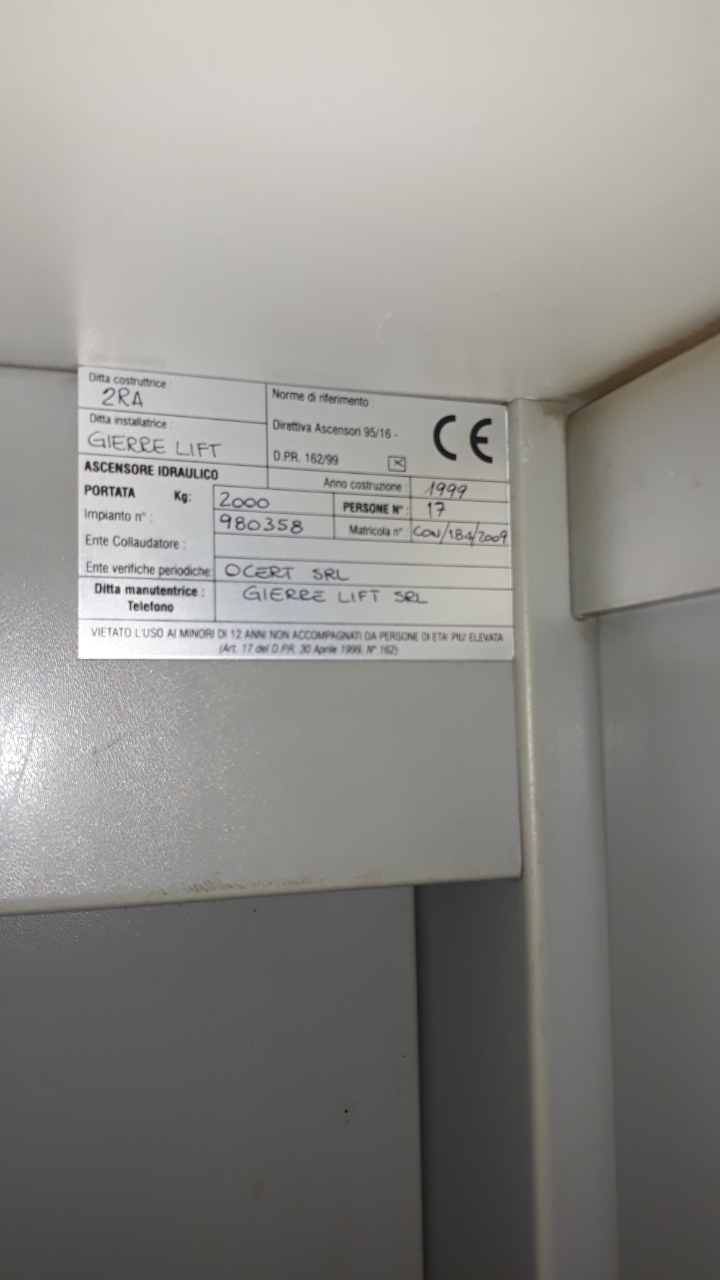 Ditta costruttrice :
2RA
Norme di riferimento :
Ditta installatrice :
GIERRE LIFT
Direttiva Ascensori 95/16 -
D.P.R. 162/99
CE
ASCENSORE IDRAULICO
Anno costruzione : 1999
PORTATA Kg: 2000 PERSONE N° : 17
Impianto n° : 980358 Matricola n° : CON/184/2009
Ente Collaudatore :
Ente verifiche periodiche: OCERT SRL
Ditta manutentrice : GIERRE LIFT SRL
Telefono
VIETATO L'USO AI MINORI DI 12 ANNI NON ACCOMPAGNATI DA PERSONE DI ETA' PIU' ELEVATA
(Art. 17 del D.P.R. 30 Aprile 1999, N° 162)